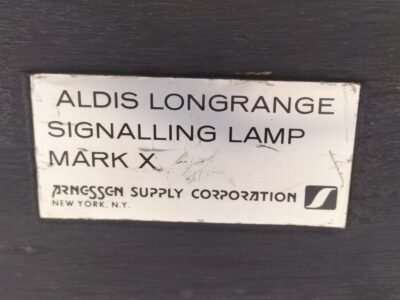 ALDIS LONGRANGE
SIGNALLING LAMP
MARK X
ARNESSEN SUPPLY CORPORATION
NEW YORK, N.Y.